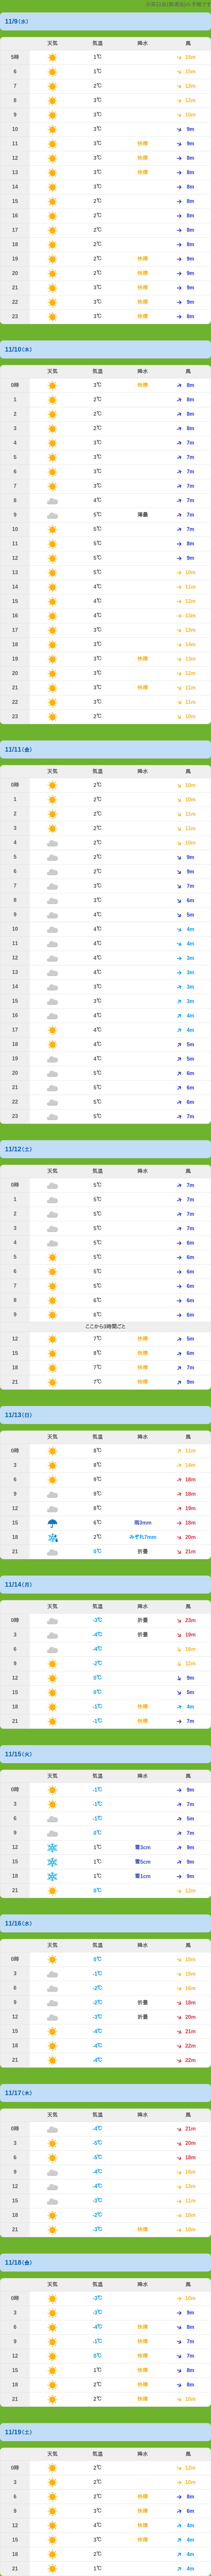 11/9(水)
天気 気温 降水 風
5時 1℃ 15m
6 1℃ 15m
7 2℃ 13m
8 3℃ 12m
9 3℃ 10m
10 3℃ 9m
11 3℃ 快晴 9m
12 3℃ 快晴 8m
13 3℃ 快晴 8m
14 3℃ 8m
15 2℃ 8m
16 2℃ 8m
17 2℃ 8m
18 2℃ 8m
19 2℃ 快晴 9m
20 2℃ 快晴 9m
21 3℃ 快晴 9m
22 3℃ 快晴 9m
23 3℃ 快晴 8m
11/10(木)
天気 気温 降水 風
0時 3℃ 快晴 8m
1 2℃ 8m
2 2℃ 8m
3 2℃ 8m
4 3℃ 7m
5 3℃ 7m
6 3℃ 7m
7 3℃ 7m
8 4℃ 7m
9 5℃ 薄曇 7m
10 5℃ 7m
11 5℃ 8m
12 5℃ 9m
13 5℃ 10m
14 4℃ 11m
15 4℃ 12m
16 4℃ 13m
17 3℃ 13m
18 3℃ 14m
19 3℃ 快晴 13m
20 3℃ 12m
21 3℃ 快晴 11m
22 3℃ 11m
23 2℃ 10m
11/11(金)
天気 気温 降水 風
0時 2℃ 10m
1 2℃ 10m
2 2℃ 11m
3 2℃ 11m
4 2℃ 10m
5 2℃ 9m
6 2℃ 9m
7 3℃ 7m
8 3℃ 6m
9 4℃ 5m
10 4℃ 4m
11 4℃ 4m
12 4℃ 3m
13 4℃ 3m
14 3℃ 3m
15 3℃ 3m
16 4℃ 4m
17 4℃ 4m
18 4℃ 5m
19 4℃ 5m
20 5℃ 6m
21 5℃ 6m
22 5℃ 6m
23 5℃ 7m
11/12(土)
天気 気温 降水 風
0時 5℃ 7m
1 5℃ 7m
2 5℃ 7m
3 5℃ 7m
4 5℃ 6m
5 5℃ 6m
6 5℃ 6m
7 5℃ 6m
8 6℃ 6m
9 6℃ 6m
ここから3時間ごと
12 7℃ 快晴 5m
15 8℃ 快晴 6m
18 7℃ 快晴 7m
21 7℃ 快晴 9m
11/13(日)
天気 気温 降水 風
0時 8℃ 11m
3 8℃ 14m
6 9℃ 18m
9 9℃ 18m
12 8℃ 19m
15 6℃ 雨3mm 18m
18 2℃ みぞれ7mm 20m
21 0℃ 折曇 21m
11/14(月)
天気 気温 降水 風
0時 -3℃ 折曇 23m
3 -4℃ 折曇 19m
6 -4℃ 16m
9 -2℃ 12m
12 0℃ 9m
15 0℃ 5m
18 -1℃ 快晴 4m
21 -1℃ 快晴 7m
11/15(火)
天気 気温 降水 風
0時 -1℃ 9m
3 -1℃ 7m
6 -1℃ 5m
9 0℃ 7m
12 1℃ 雪3cm 9m
15 1℃ 雪5cm 9m
18 1℃ 雪1cm 9m
21 0℃ 12m
11/16(水)
天気 気温 降水 風
0時 0℃ 15m
3 -1℃ 15m
6 -2℃ 16m
9 -2℃ 折曇 18m
12 -3℃ 折曇 20m
15 -4℃ 21m
18 -4℃ 22m
21 -4℃ 22m
11/17(木)
天気 気温 降水 風
0時 -4℃ 21m
3 -5℃ 20m
6 -5℃ 18m
9 -4℃ 16m
12 -4℃ 13m
15 -3℃ 11m
18 -2℃ 10m
21 -3℃ 快晴 10m
11/18(金)
天気 気温 降水 風
0時 -3℃ 10m
3 -3℃ 9m
6 -4℃ 快晴 8m
9 -1℃ 快晴 7m
12 0℃ 快晴 7m
15 1℃ 快晴 8m
18 2℃ 快晴 8m
21 2℃ 快晴 10m
11/19(土)
天気 気温 降水 風
0時 2℃ 12m
3 2℃ 10m
6 2℃ 快晴 8m
9 3℃ 快晴 6m
12 4℃ 快晴 4m
15 3℃ 快晴 4m
18 2℃ 4m
21 1℃ 4m